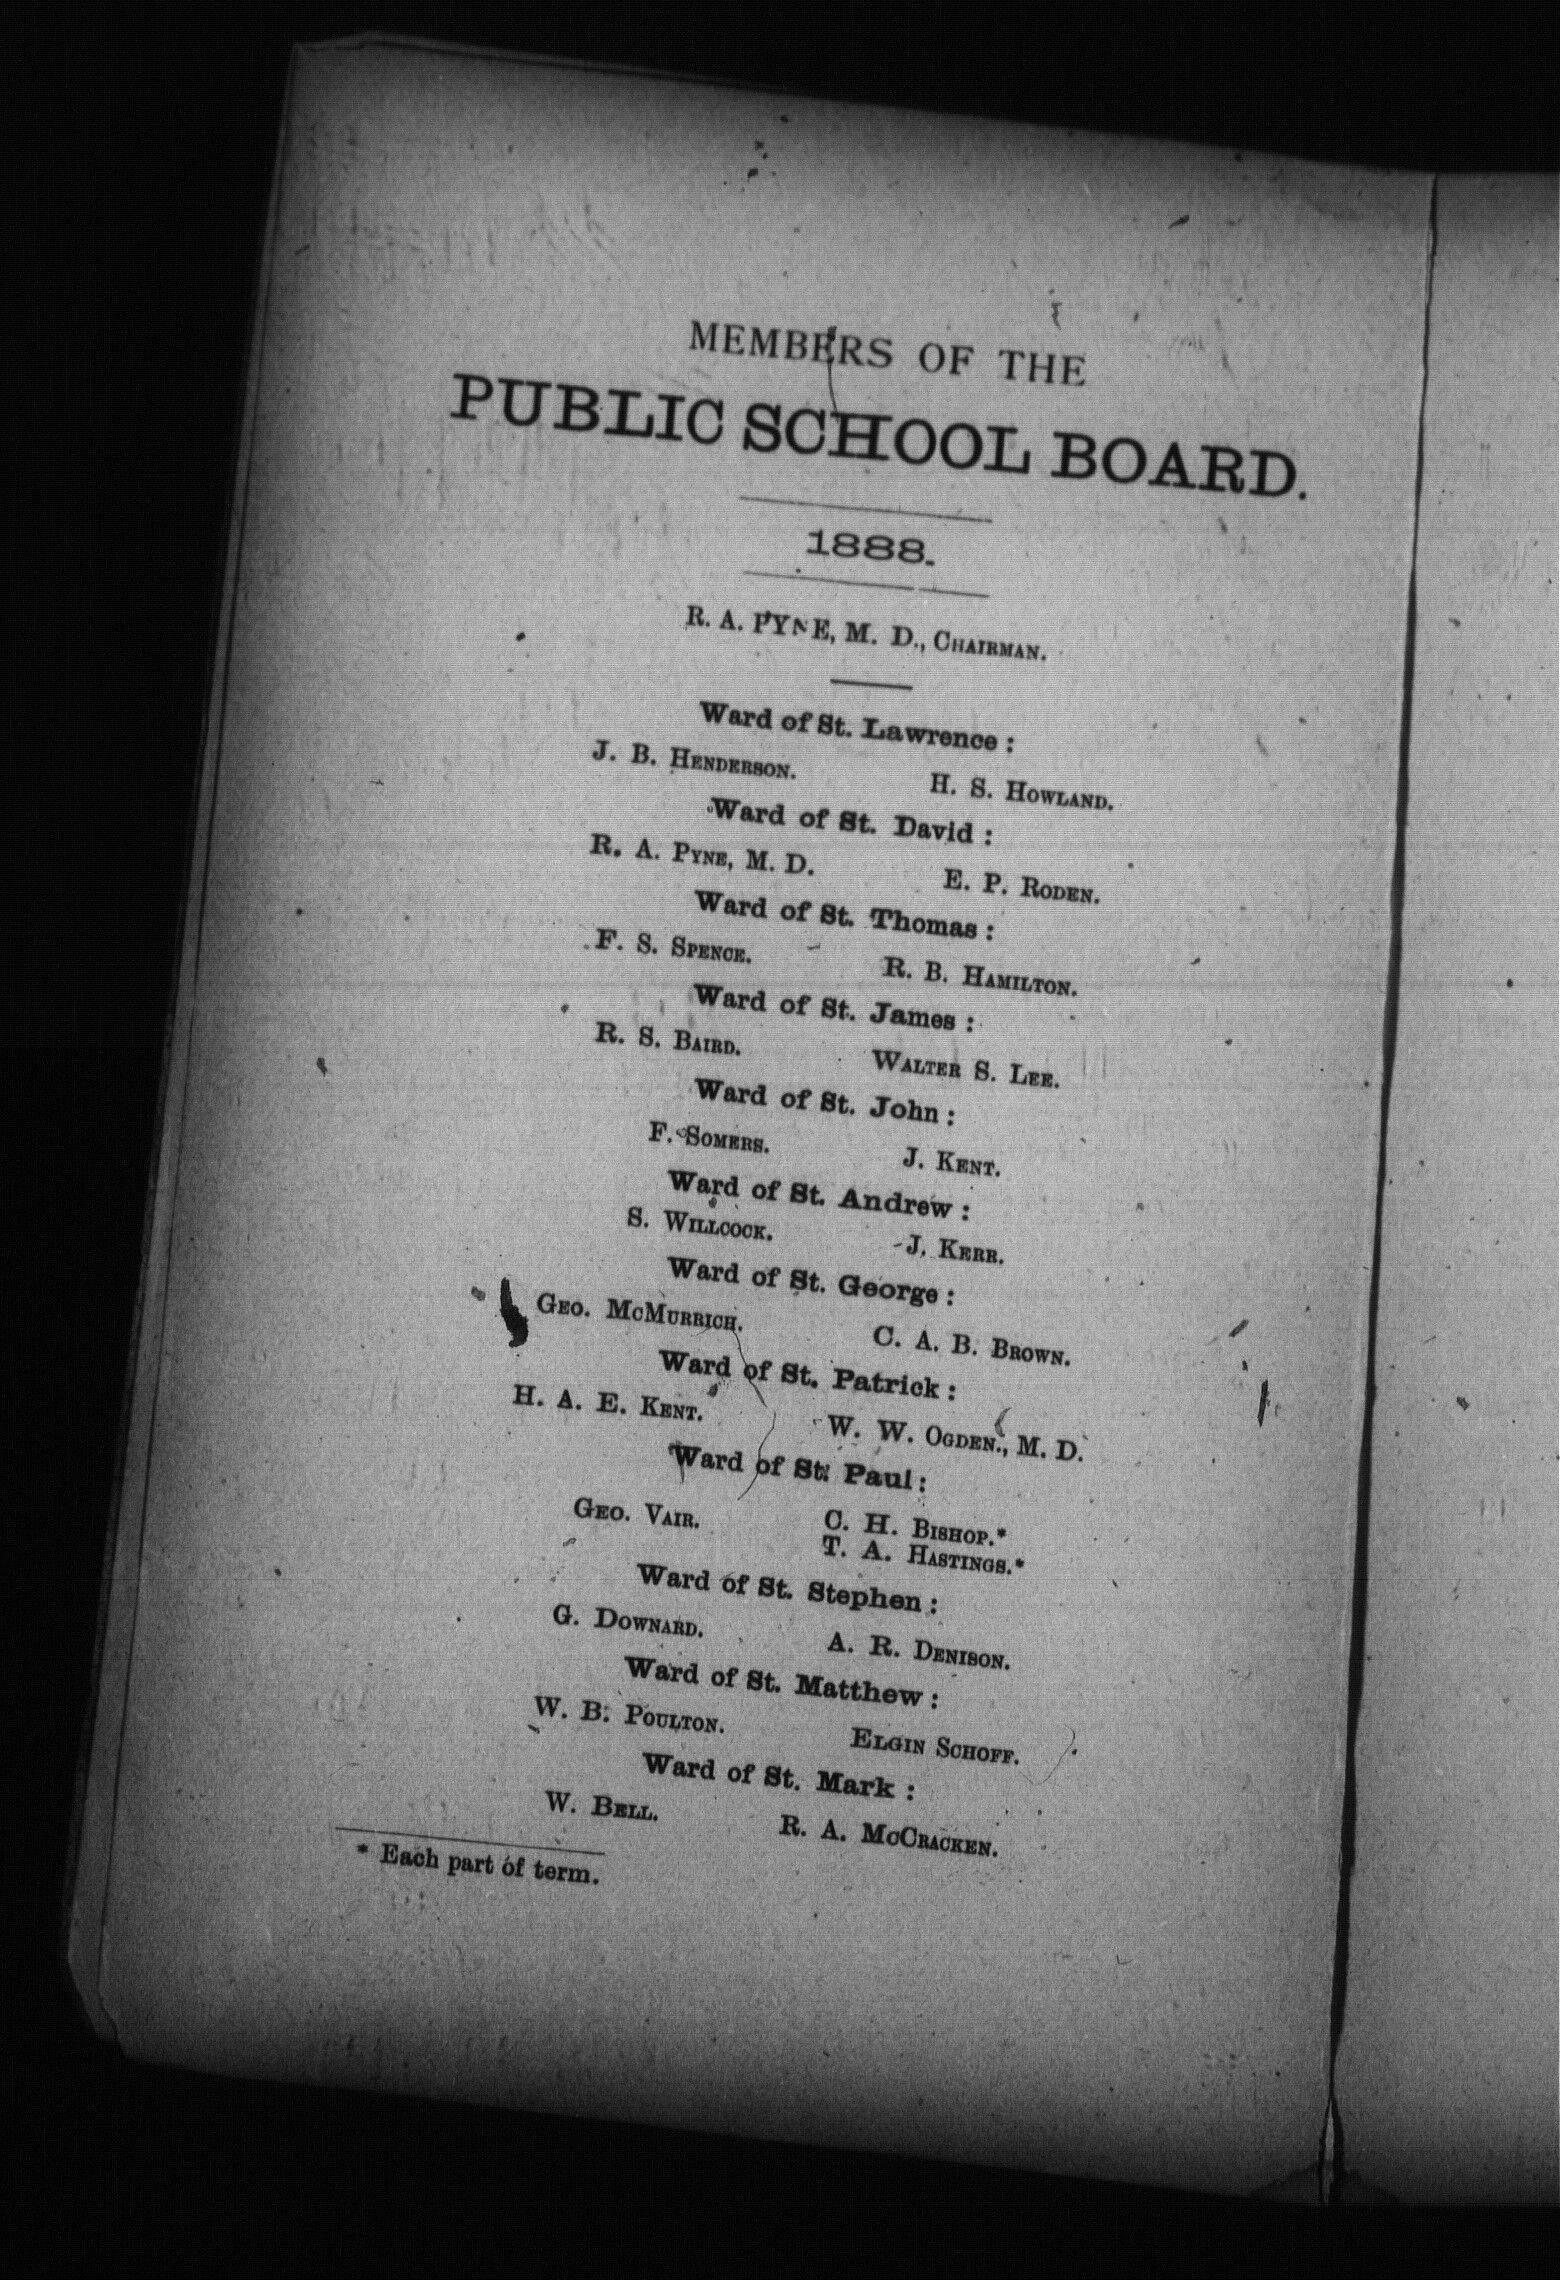 MEMBERS OF THE
PUBLIC SCHOOL BOARD.
1888.
R. A. PYNE, M. D., CHAIRMAN.
Ward of St. Lawrence :
J. B. HENDERSON. H. S. HOWLAND.
Ward of St. David :
R. A. PYNE, M. D. E. P. RODEN.
Ward of St. Thomas :
F. S. SPENCE. R. B. HAMILTON.
Ward of St. James :
R. S. BAIRD. WALTER S. LEE.
Ward of St. John :
F. SOMERS. J. KENT.
Ward of St. Andrew :
S. WILLCOCK. J. KERR.
Ward of St. George :
GEO. MCMURRICH. C. A. B. BROWN.
Ward of St. Patrick :
H. A. E. KENT. W. W. OGDEN., M. D.
Ward of St. Paul :
GEO. VAIR. C. H. BISHOP.*
T. A. HASTINGS.*
Ward of St. Stephen :
G. DOWNARD. A. R. DENISON.
Ward of St. Matthew :
W. B. POULTON. ELGIN SCHOFF.
Ward of St. Mark :
W. BELL. R. A. MCCRACKEN.
* Each part of term.